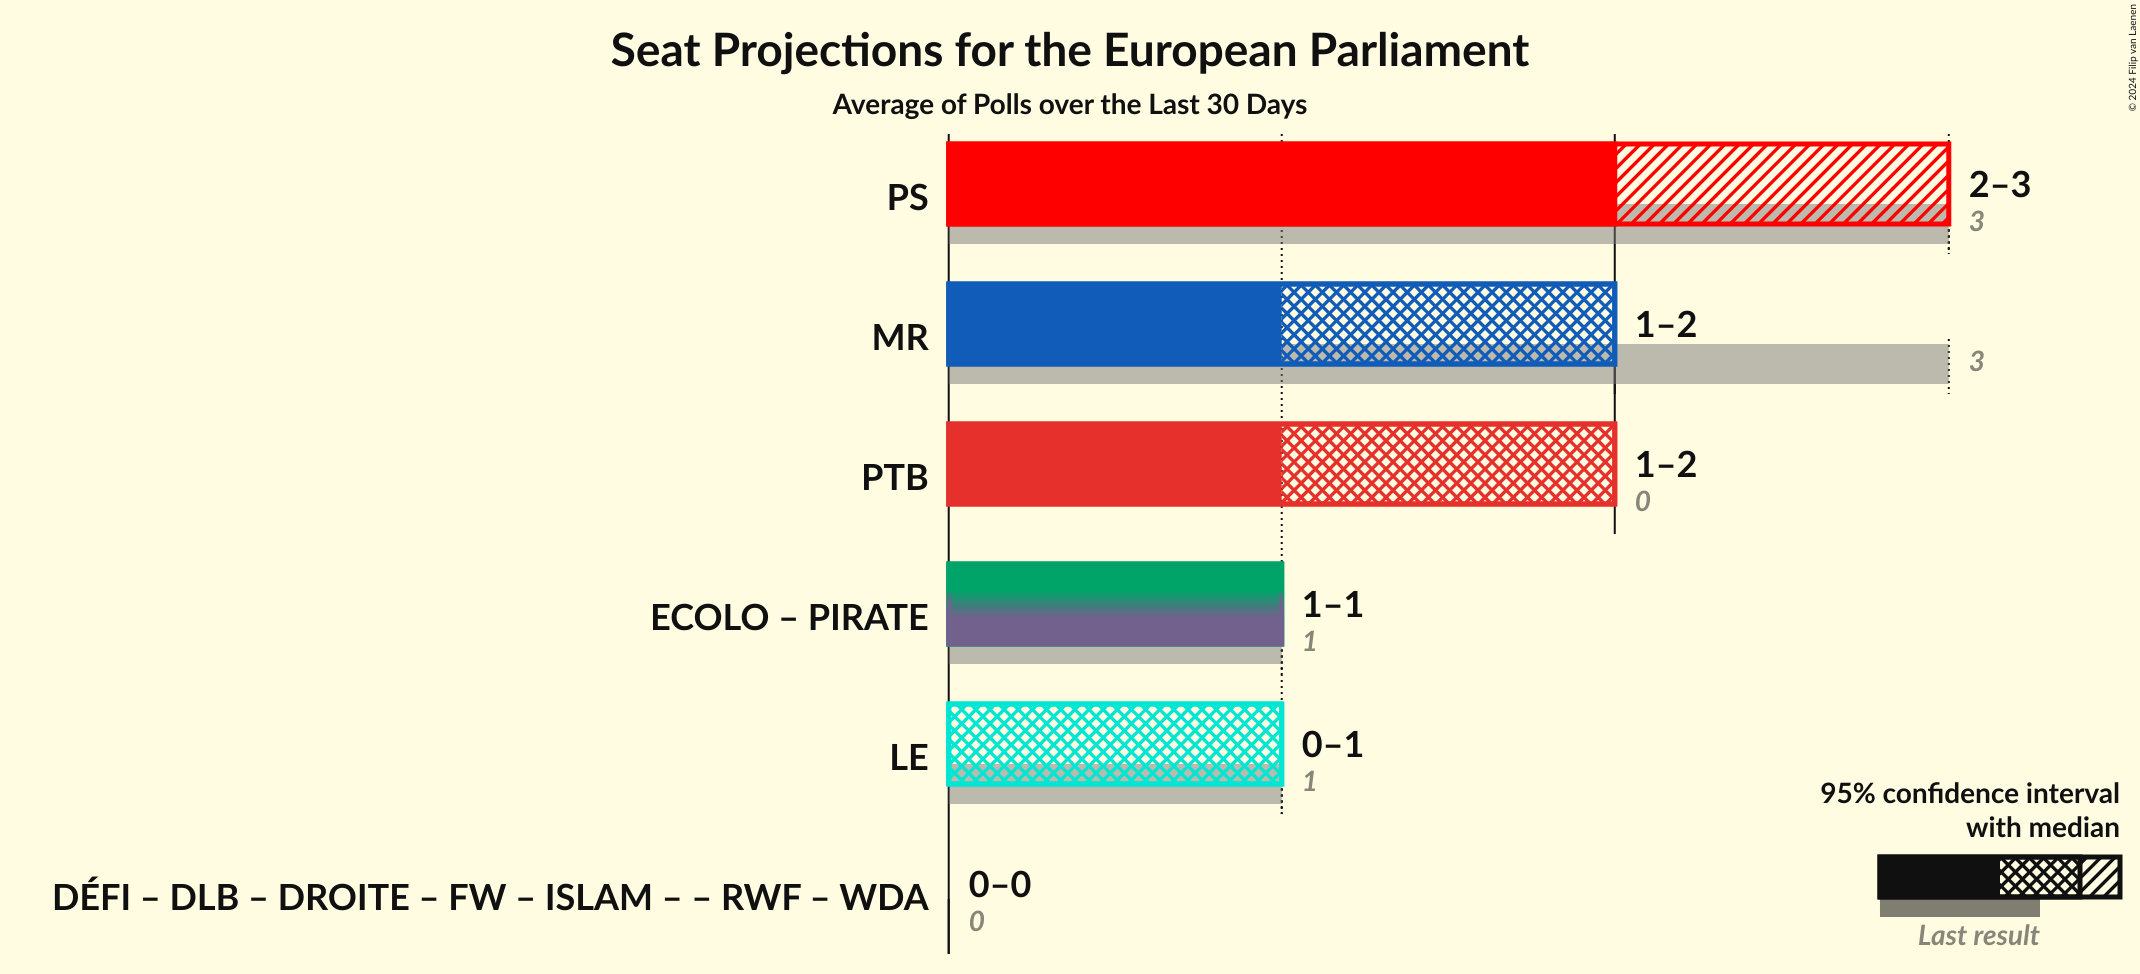 Seat Projections for the European Parliament
Average of Polls over the Last 30 Days
© 2024 Filip van Laenen
PS
2–3
3
MR
1–2
3
PTB
1–2
0
ECOLO – PIRATE
1–1
1
LE
0–1
1
DÉFI – DLB – DROITE – FW – ISLAM – – RWF – WDA
0–0
0
95% confidence interval
with median
Last result